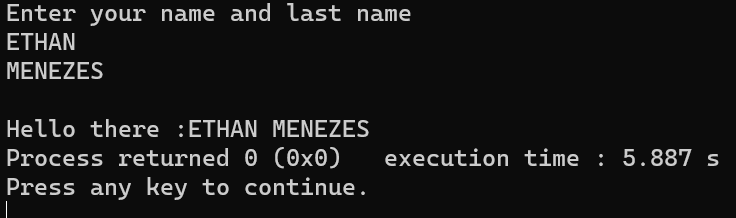 Enter your name and last name
ETHAN
MENEZES

Hello there :ETHAN MENEZES
Process returned 0 (0x0)   execution time : 5.887 s
Press any key to continue.